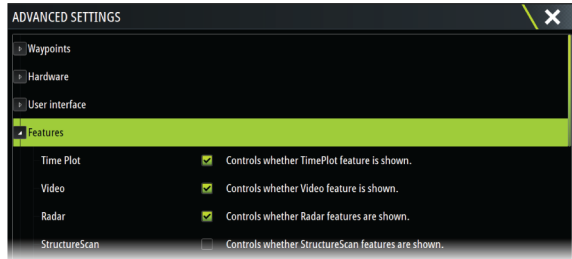 ADVANCED SETTINGS
Waypoints
Hardware
User interface
Features
Time Plot Controls whether TimePlot feature is shown.
Video Controls whether Video feature is shown.
Radar Controls whether Radar features are shown.
StructureScan Controls whether StructureScan features are shown.